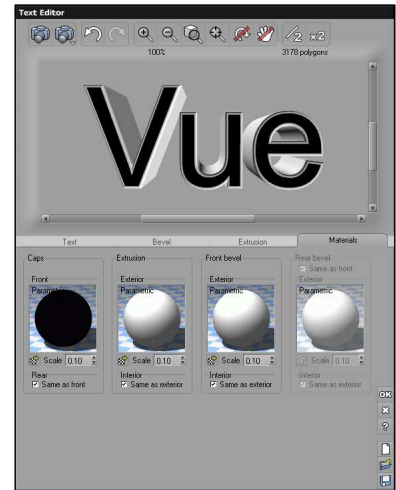 Text Editor
/2 x2
100% 3178 polygons
Vue
Text Bevel Extrusion Materials
Caps Extrusion Front bevel Rear bevel
Same as front
Front Exterior Exterior Exterior
Parametric Parametric Parametric Parametric
Scale 0.10 Scale 0.10 Scale 0.10 Scale 0.10
Rear Interior Interior Interior
Same as front Same as exterior Same as exterior Same as exterior
OK
?